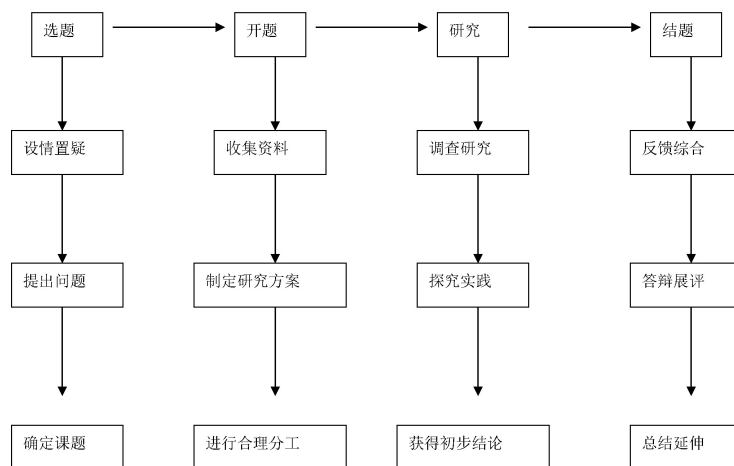 选题
开题
研究
结题
设情置疑
收集资料
调查研究
反馈综合
提出问题
制定研究方案
探究实践
答辩展评
确定课题
进行合理分工
获得初步结论
总结延伸